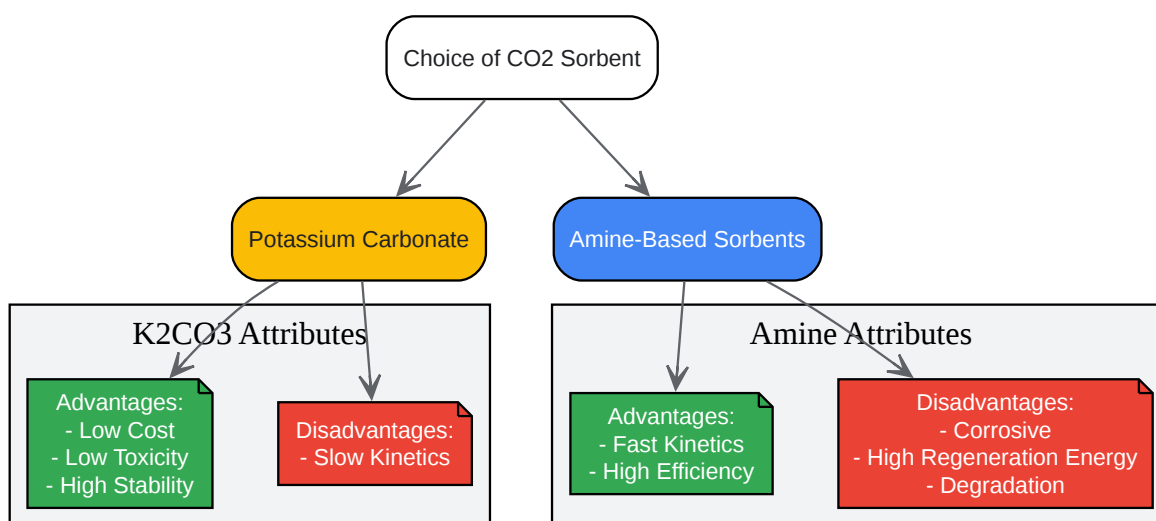 Choice of CO2 Sorbent
Potassium Carbonate
Amine-Based Sorbents
K2CO3 Attributes
Advantages:
- Low Cost
- Low Toxicity
- High Stability
Disadvantages:
- Slow Kinetics
Amine Attributes
Advantages:
- Fast Kinetics
- High Efficiency
Disadvantages:
- Corrosive
- High Regeneration Energy
- Degradation